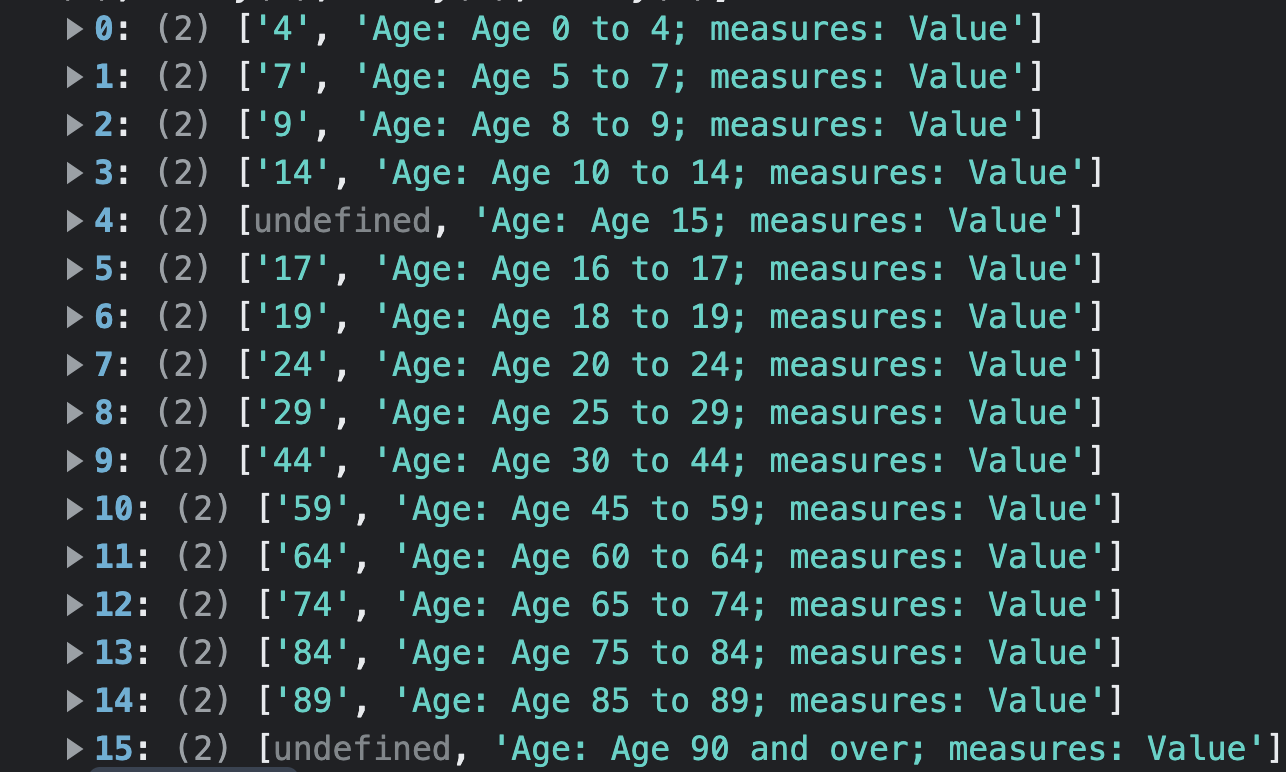 ▶0: (2) ['4', 'Age: Age 0 to 4; measures: Value']
▶1: (2) ['7', 'Age: Age 5 to 7; measures: Value']
▶2: (2) ['9', 'Age: Age 8 to 9; measures: Value']
▶3: (2) ['14', 'Age: Age 10 to 14; measures: Value']
▶4: (2) [undefined, 'Age: Age 15; measures: Value']
▶5: (2) ['17', 'Age: Age 16 to 17; measures: Value']
▶6: (2) ['19', 'Age: Age 18 to 19; measures: Value']
▶7: (2) ['24', 'Age: Age 20 to 24; measures: Value']
▶8: (2) ['29', 'Age: Age 25 to 29; measures: Value']
▶9: (2) ['44', 'Age: Age 30 to 44; measures: Value']
▶10: (2) ['59', 'Age: Age 45 to 59; measures: Value']
▶11: (2) ['64', 'Age: Age 60 to 64; measures: Value']
▶12: (2) ['74', 'Age: Age 65 to 74; measures: Value']
▶13: (2) ['84', 'Age: Age 75 to 84; measures: Value']
▶14: (2) ['89', 'Age: Age 85 to 89; measures: Value']
▶15: (2) [undefined, 'Age: Age 90 and over; measures: Value']